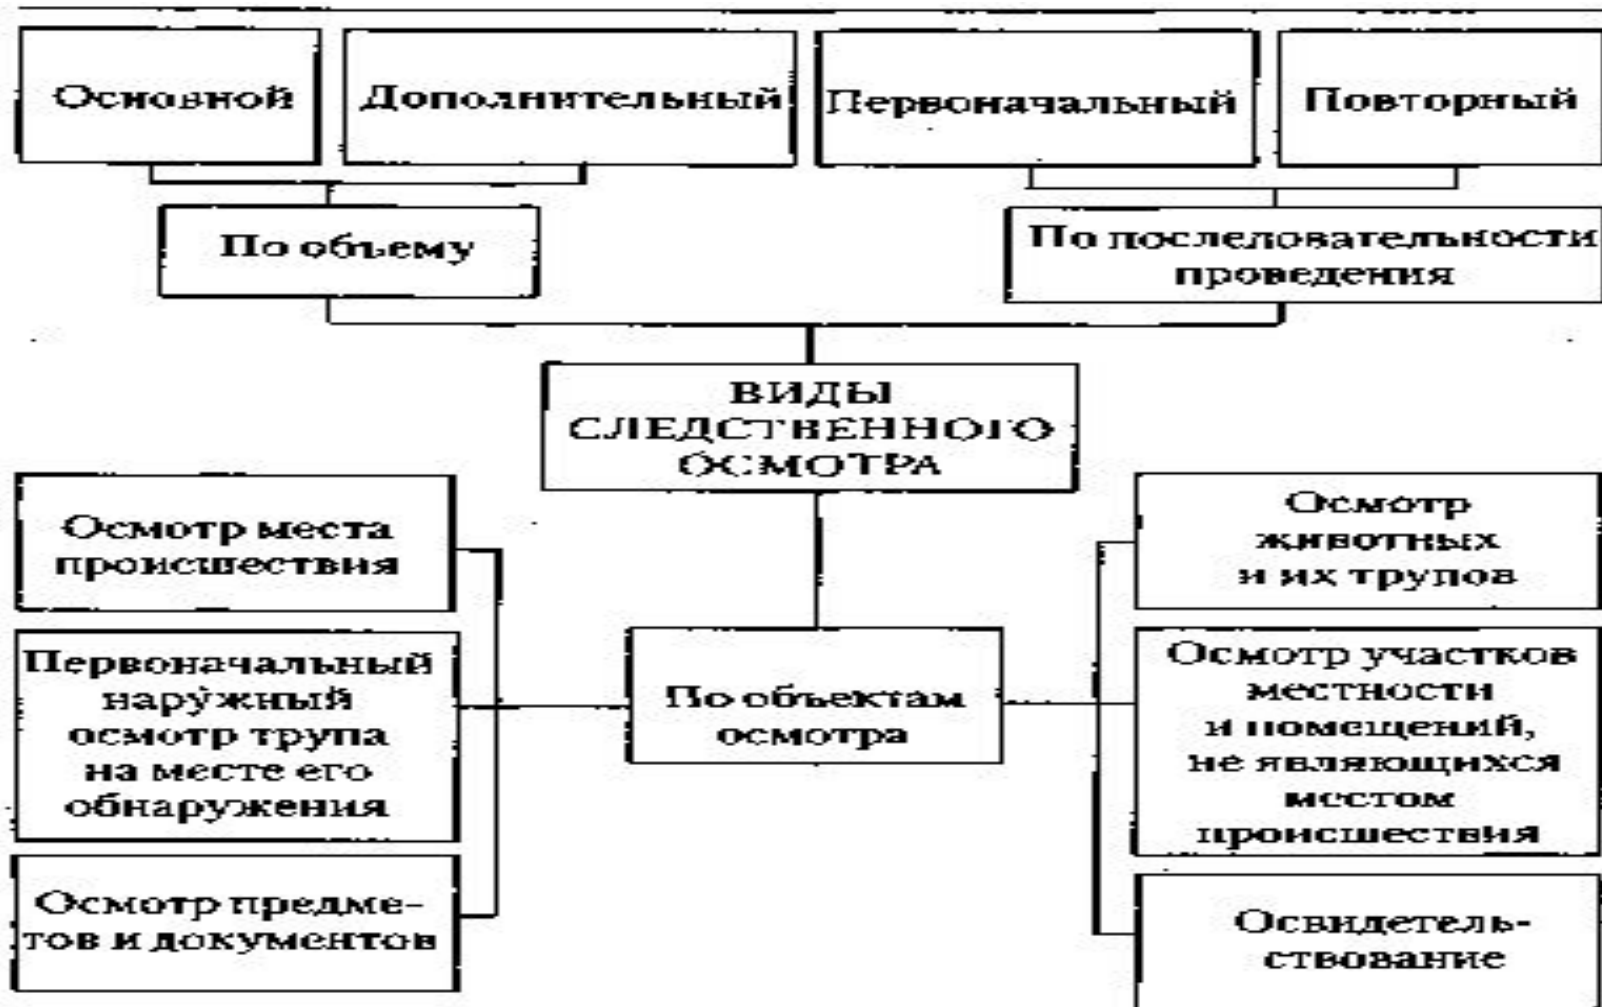 Основной
Дополнительный
Первоначальный
Повторный
По объему
По последовательности
проведения
ВИДЫ
СЛЕДСТВЕННОГО
ОСМОТРА
Осмотр места
происшествия
Первоначальный
наружный
осмотр трупа
на месте его
обнаружения
Осмотр предме-
тов и документов
По объектам
осмотра
Осмотр
животных
и их трупов
Осмотр участков
местности
и помещений,
не являющихся
местом
происшествия
Освидетель-
ствование